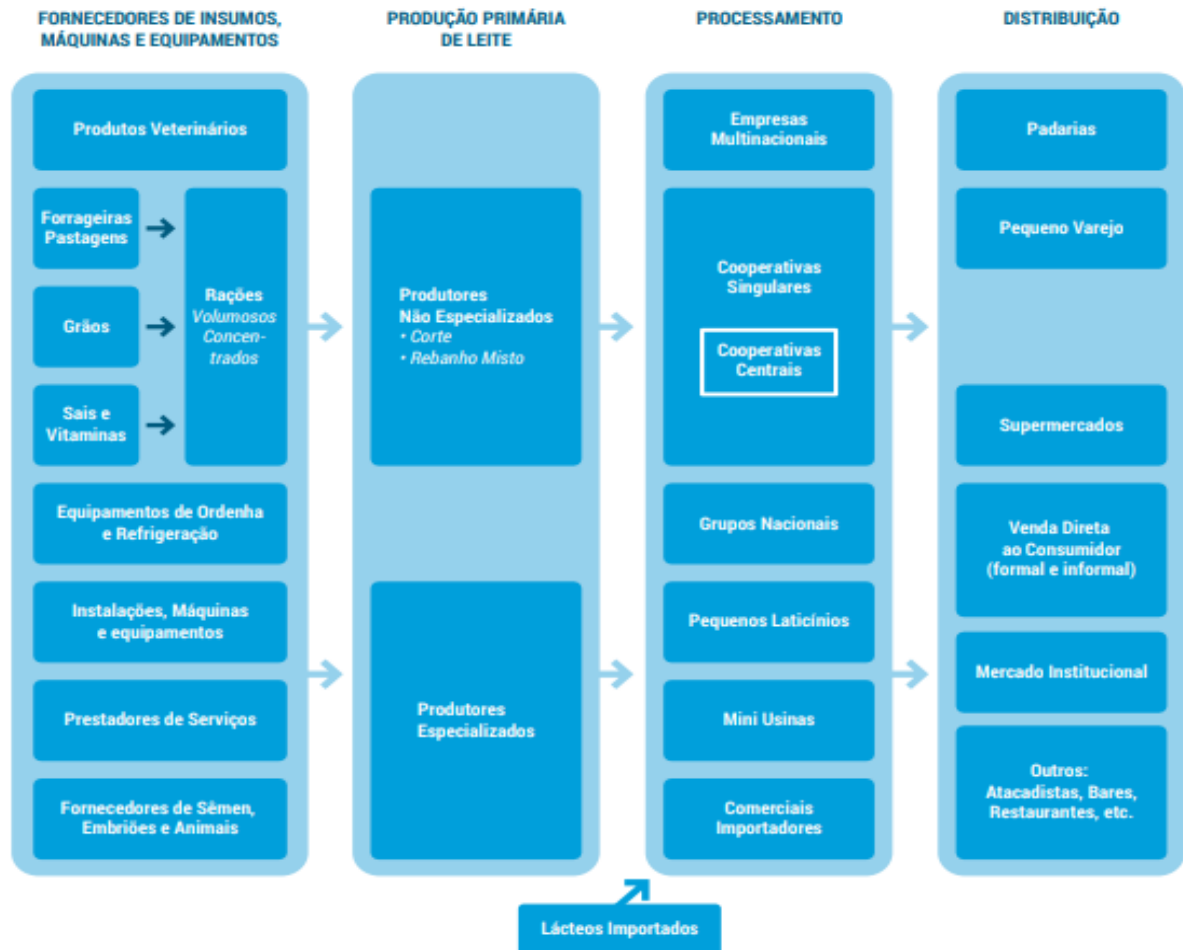 FORNECEDORES DE INSUMOS,
MÁQUINAS E EQUIPAMENTOS
PRODUÇÃO PRIMÁRIA
DE LEITE
PROCESSAMENTO
DISTRIBUIÇÃO
Produtos Veterinários
Forrageiras
Pastagens
Grãos
Sais e
Vitaminas
Rações
Volumosos
Concen-
trados
Equipamentos de Ordenha
e Refrigeração
Instalações, Máquinas
e equipamentos
Prestadores de Serviços
Fornecedores de Sêmen,
Embriões e Animais
Produtores
Não Especializados
• Corte
• Rebanho Misto
Produtores
Especializados
Empresas
Multinacionais
Cooperativas
Singulares
Cooperativas
Centrais
Grupos Nacionais
Pequenos Laticínios
Mini Usinas
Comerciais
Importadores
Padarias
Pequeno Varejo
Supermercados
Venda Direta
ao Consumidor
(formal e informal)
Mercado Institucional
Outros:
Atacadistas, Bares,
Restaurantes, etc.
Lácteos Importados